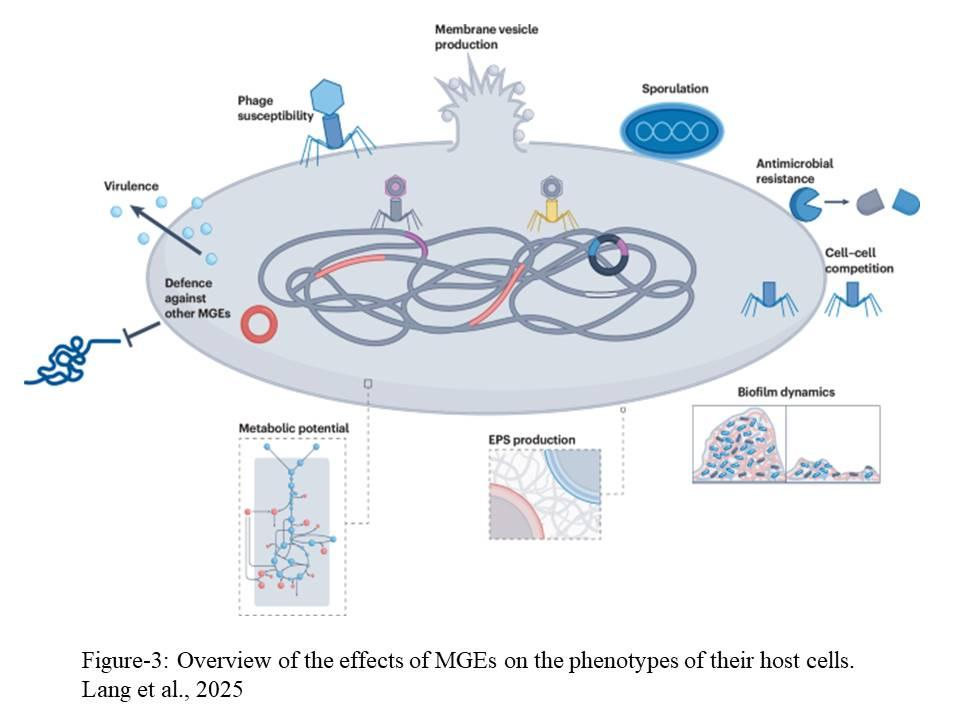 Membrane vesicle
production
Phage
susceptibility
Sporulation
Antimicrobial
resistance
Virulence
Cell–cell
competition
Defence
against
other MGEs
Biofilm dynamics
Metabolic potential
EPS production
Figure-3: Overview of the effects of MGEs on the phenotypes of their host cells.
Lang et al., 2025